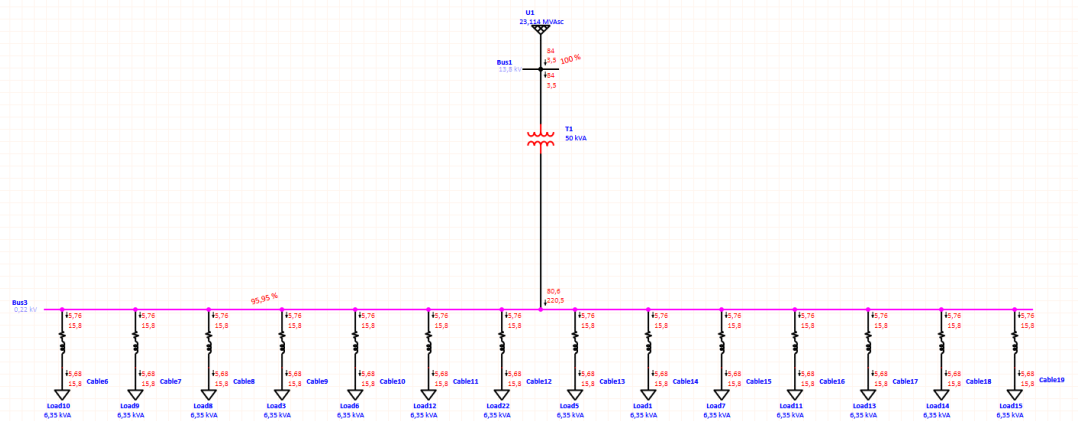 U1
23,114 MVAsc
84
3,5
100 %
Bus1
13,8 kV
84
3,5
T1
50 kVA
80,6
220,5
95,95 %
Bus3
0,22 kV
5,76 5,76 5,76 5,76 5,76 5,76 5,76 5,76 5,76 5,76 5,76 5,76 5,76 5,76
15,8 15,8 15,8 15,8 15,8 15,8 15,8 15,8 15,8 15,8 15,8 15,8 15,8 15,8
5,68 5,68 5,68 5,68 5,68 5,68 5,68 5,68 5,68 5,68 5,68 5,68 5,68 5,68
15,8 15,8 15,8 15,8 15,8 15,8 15,8 15,8 15,8 15,8 15,8 15,8 15,8 15,8
Cable6 Cable7 Cable8 Cable9 Cable10 Cable11 Cable12 Cable13 Cable14 Cable15 Cable16 Cable17 Cable18 Cable19
Load10 Load9 Load8 Load3 Load6 Load12 Load22 Load5 Load1 Load7 Load11 Load13 Load14 Load15
6,35 kVA 6,35 kVA 6,35 kVA 6,35 kVA 6,35 kVA 6,35 kVA 6,35 kVA 6,35 kVA 6,35 kVA 6,35 kVA 6,35 kVA 6,35 kVA 6,35 kVA 6,35 kVA